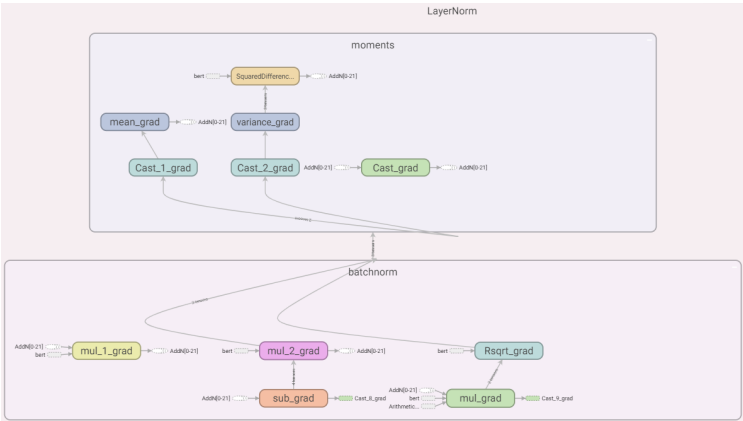 LayerNorm
moments
bert
SquaredDifferenc...
AddN[0-21]
mean_grad
AddN[0-21]
variance_grad
Cast_1_grad
Cast_2_grad
AddN[0-21]
Cast_grad
AddN[0-21]
batchnorm
AddN[0-21]
bert
mul_1_grad
AddN[0-21]
bert
mul_2_grad
AddN[0-21]
bert
Rsqrt_grad
AddN[0-21]
sub_grad
Cast_8_grad
AddN[0-21]
bert
Arithmetic...
mul_grad
Cast_9_grad